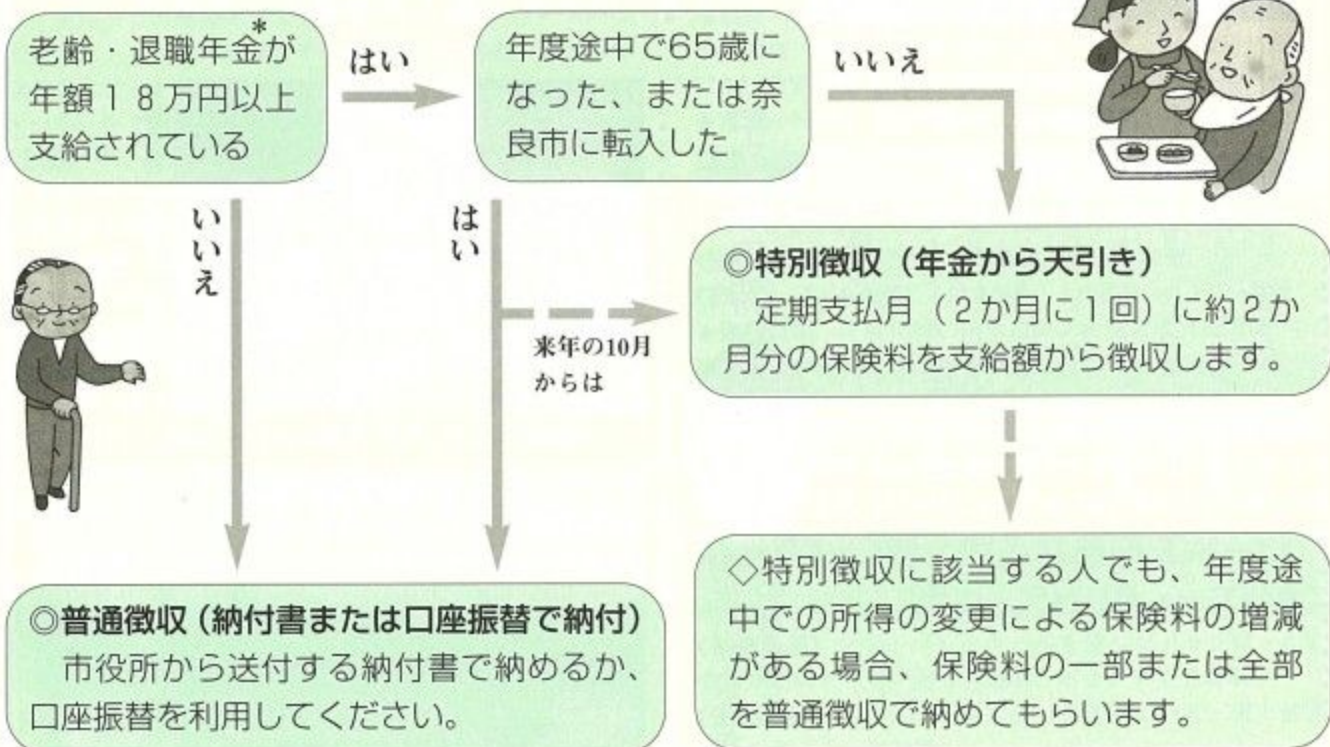 老齢・退職年金*が
年額18万円以上
支給されている
はい
年度途中で65歳に
なった、または奈
良市に転入した
いいえ
いいえ
はい
来年の10月
からは
◎特別徴収（年金から天引き）
定期支払月（2か月に1回）に約2か
月分の保険料を支給額から徴収します。
◎普通徴収（納付書または口座振替で納付）
市役所から送付する納付書で納めるか、
口座振替を利用してください。
◇特別徴収に該当する人でも、年度途
中での所得の変更による保険料の増減
がある場合、保険料の一部または全部
を普通徴収で納めてもらいます。